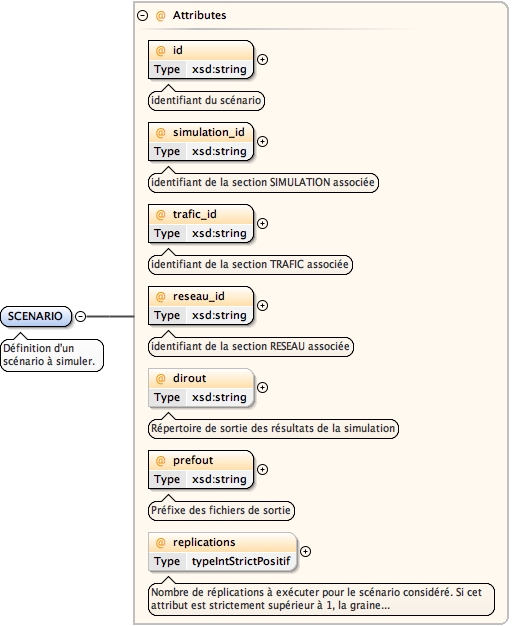 @ Attributes
@ id
Type xsd:string
identifiant du scénario
@ simulation_id
Type xsd:string
identifiant de la section SIMULATION associée
@ trafic_id
Type xsd:string
identifiant de la section TRAFIC associée
@ reseau_id
Type xsd:string
identifiant de la section RESEAU associée
SCENARIO
Définition d'un
scénario à simuler.
@ dirout
Type xsd:string
Répertoire de sortie des résultats de la simulation
@ prefout
Type xsd:string
Préfixe des fichiers de sortie
@ replications
Type typeIntStrictPositif
Nombre de réplications à exécuter pour le scénario considéré. Si cet
attribut est strictement supérieur à 1, la graine...